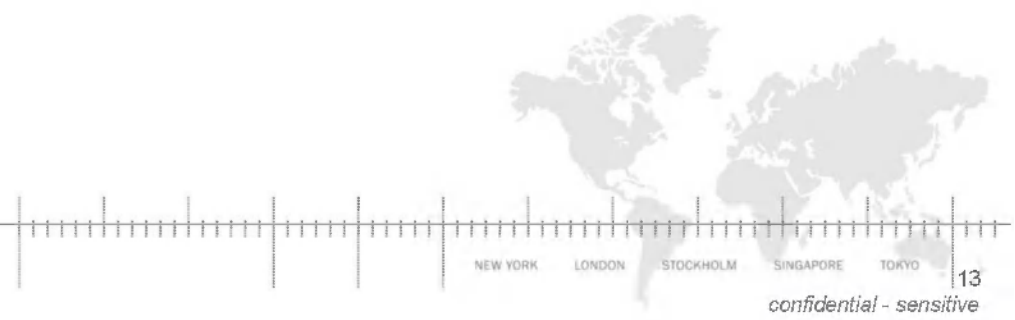 NEW YORK LONDON STOCKHOLM SINGAPORE TOKYO
13
confidential - sensitive